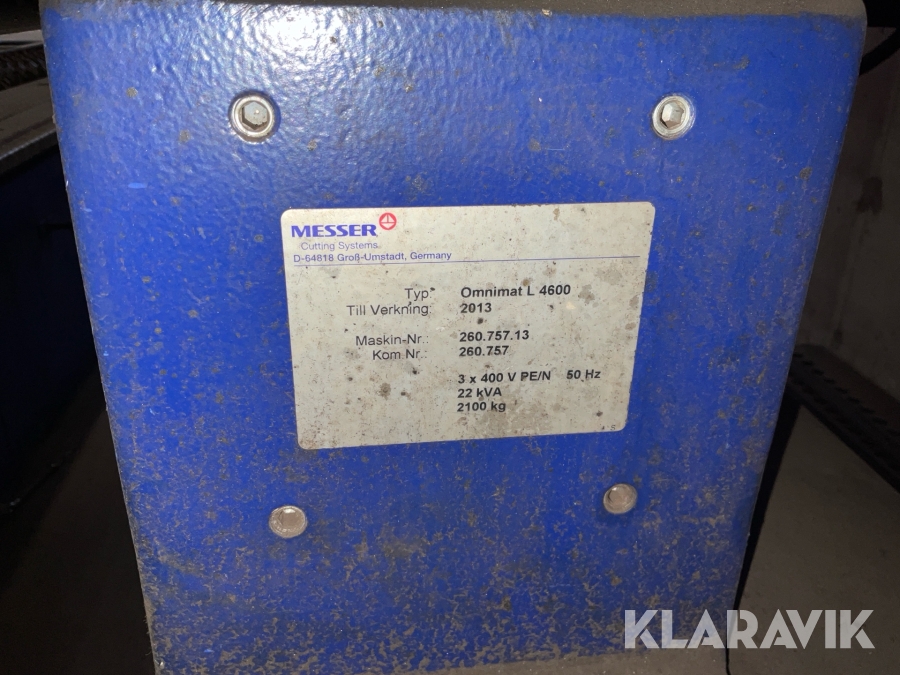 MESSER
Cutting Systems
D-64818 Groß-Umstadt, Germany
Typ: Omnimat L 4600
Till Verkning: 2013
Maskin-Nr.: 260.757.13
Kom Nr.: 260.757
3 x 400 V PE/N 50 Hz
22 kVA
2100 kg
KLARAVIK